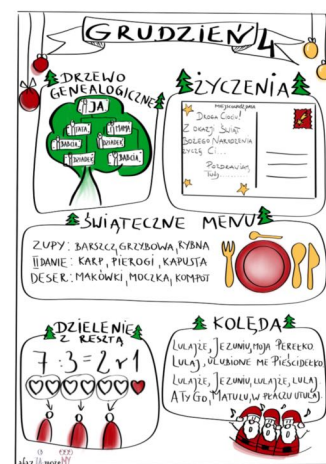 GRUDZIEŃ 4
DRZEWO
GENEALOGICZNE
JA
TATA
MAMA
BABCIA
DZIADEK
DZIADEK
BABCIA
ŻYCZENIA
DROGA CIOCIU!
Z OKAZJI ŚWIĄT
BOŻEGO NARODZENIA
ŻYCZĘ CI...
POZDRAWIAM,
ŚWIĄTECZNE MENU
ZUPY: BARSZCZ, GRZYBOWA, RYBNA
II DANIE: KARP, PIEROGI, KAPUSTA
DESER: MAKÓWKI, MOCZKA, KOMPOT
DZIELENIE
Z RESZTĄ
7:3=2 r 1
KOLĘDA
LULAJŻE, JEZUNIU, MOJA PEREŁKO.
LULAJ, ULUBIONE ME PIEŚCIDEŁKO.
LULAJŻE, JEZUNIU, LULAJŻE, LULAJ
A TY GO, MATULU, W PŁACZU UTULAJ.